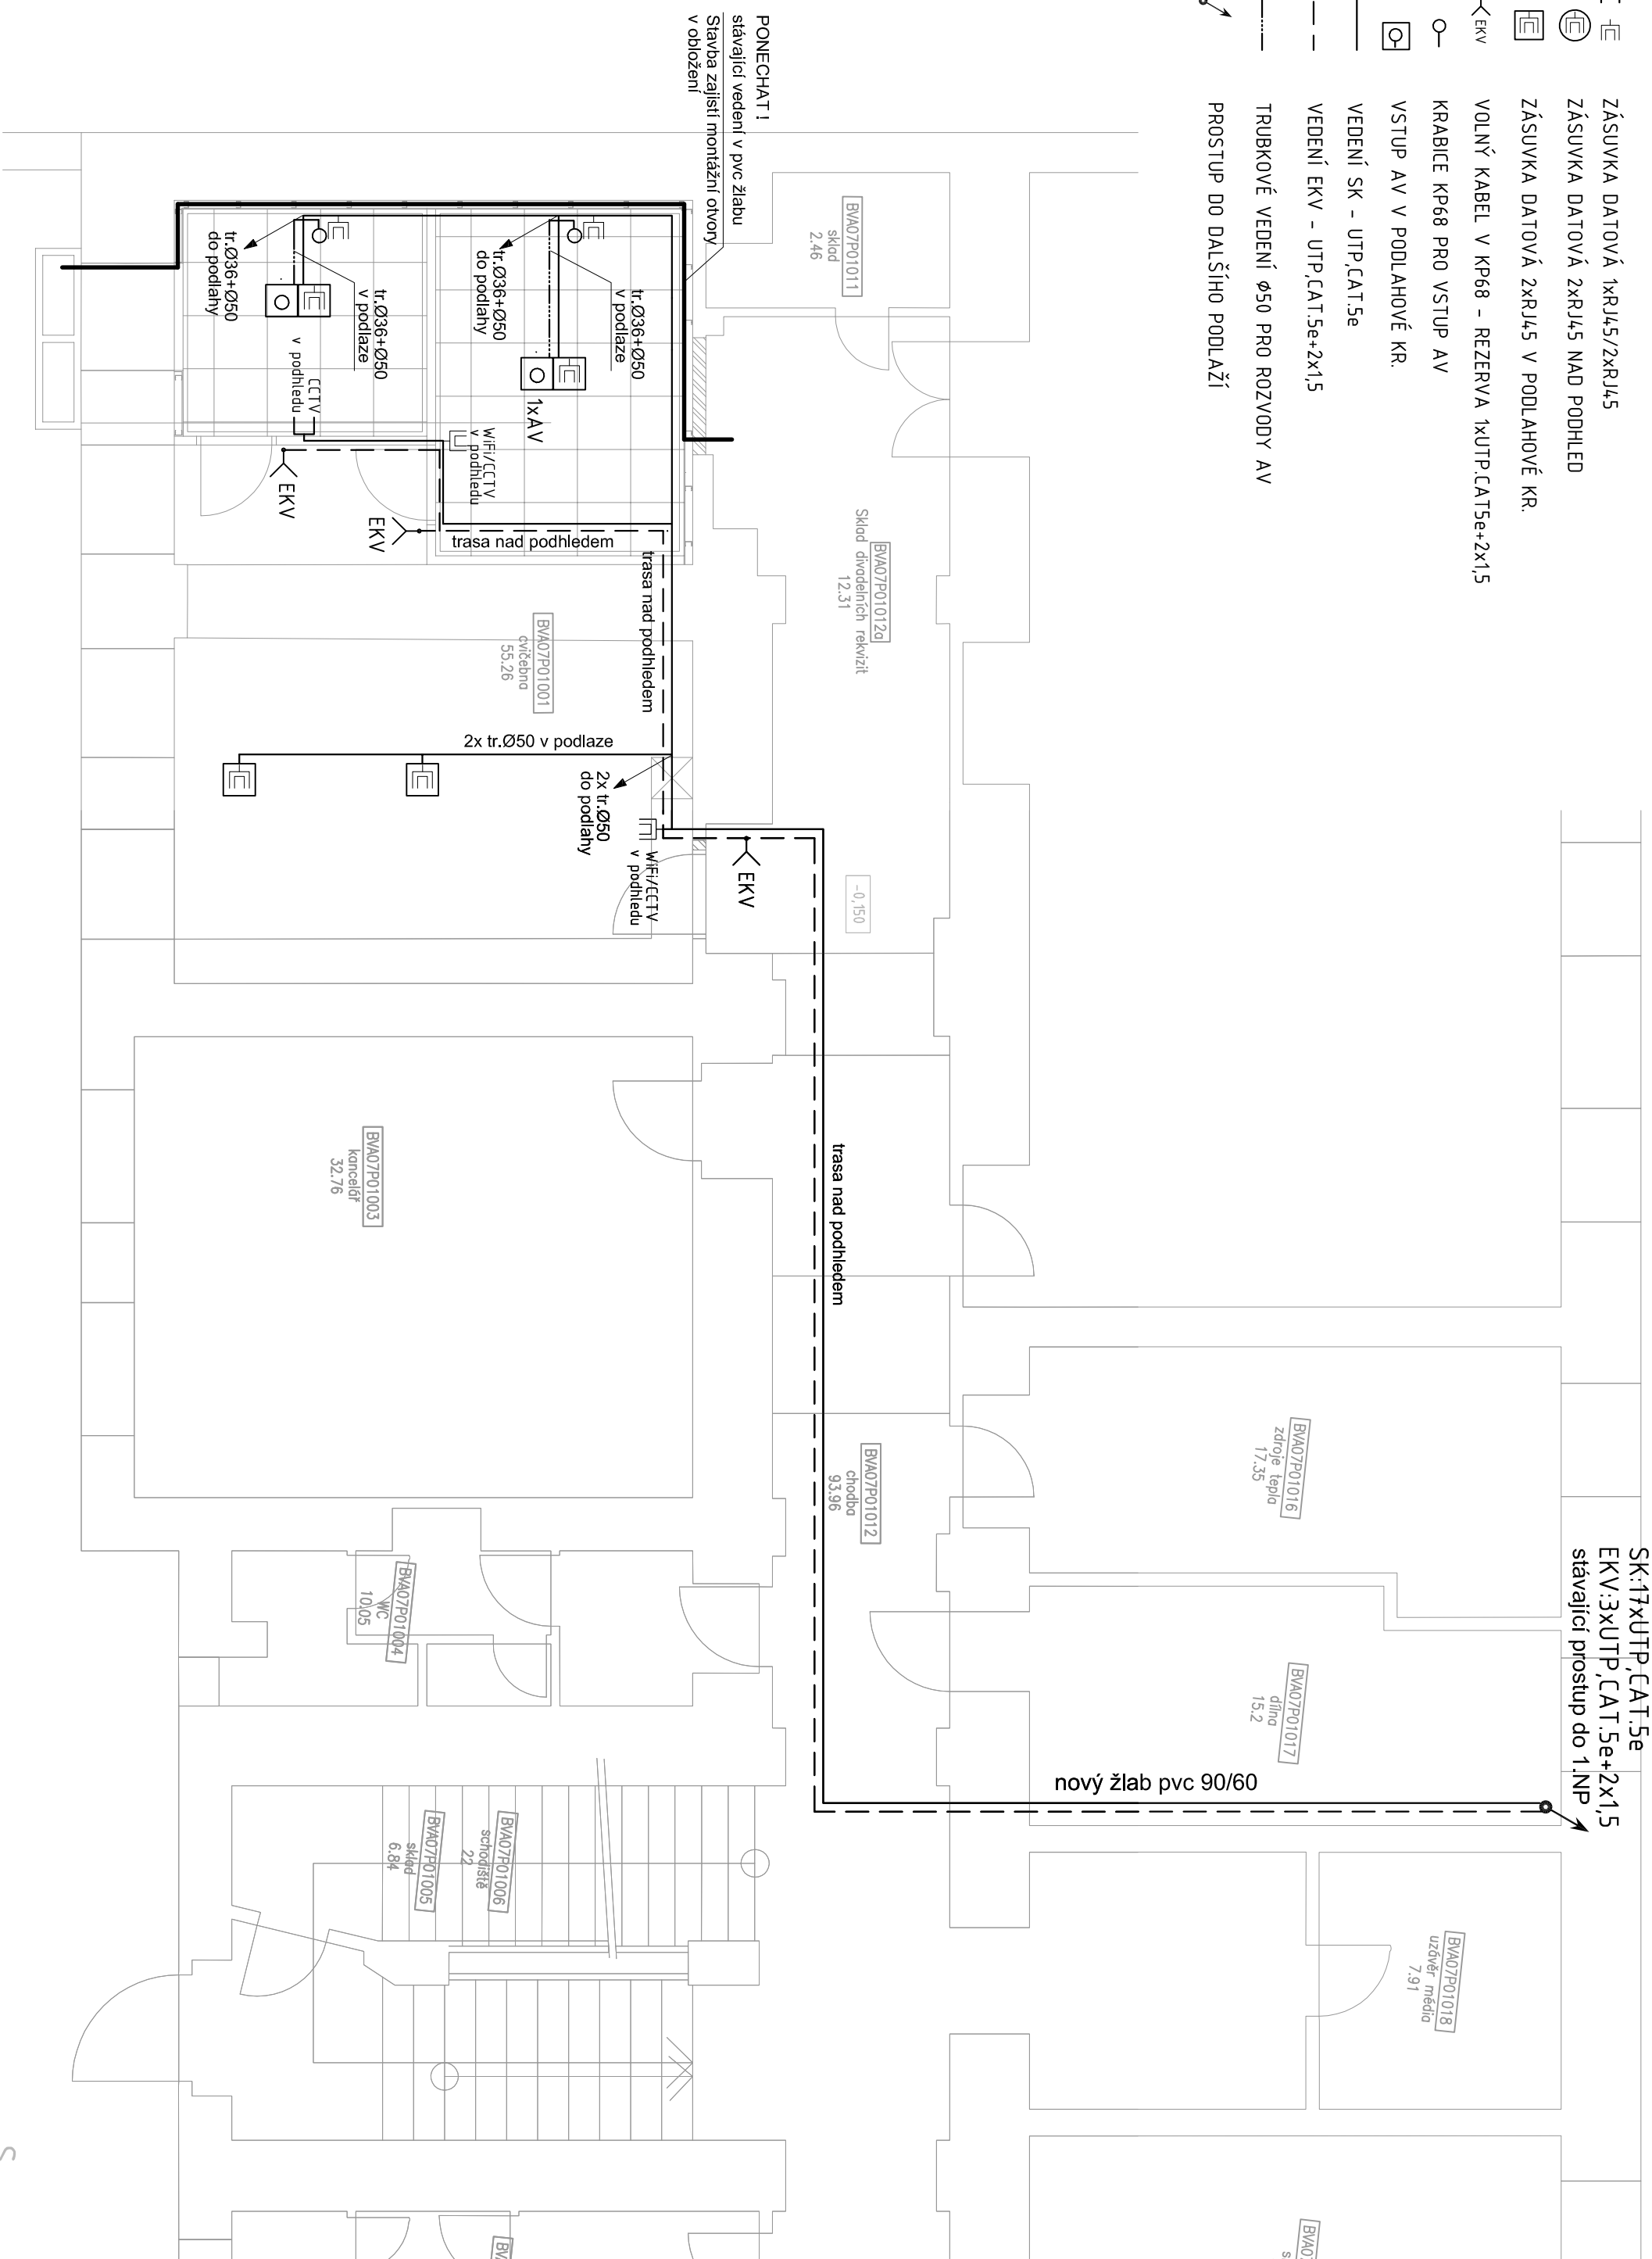 ZÁSUVKA DATOVÁ 1xRJ45/2xRJ45
ZÁSUVKA DATOVÁ 2xRJ45 NAD PODHLED
ZÁSUVKA DATOVÁ 2xRJ45 V PODLAHOVÉ KR.
EKV
VOLNÝ KABEL V KP68 - REZERVA 1xUTP.CAT5e+2x1,5
KRABICE KP68 PRO VSTUP AV
VSTUP AV V PODLAHOVÉ KR.
VEDENÍ SK - UTP,CAT.5e
VEDENÍ EKV - UTP,CAT.5e+2x1,5
TRUBKOVÉ VEDENÍ Ø50 PRO ROZVODY AV
PROSTUP DO DALŠÍHO PODLAŽÍ
PONECHAT !
stávající vedení v pvc žlabu
Stavba zajistí montážní otvory
v obložení
BVA07P01011
sklad
2.46
BVA07P01012a
Sklad divadelních rekvizit
12.31
-0,150
tr.Ø36+Ø50
v podlaze
tr.Ø36+Ø50
do podlahy
1xAV
tr.Ø36+Ø50
v podlaze
tr.Ø36+Ø50
do podlahy
CCTV
v podhledu
WiFi/CCTV
v podhledu
EKV
EKV
trasa nad podhledem
trasa nad podhledem
BVA07P01001
cvičebna
55.26
2x tr.Ø50 v podlaze
2x tr.Ø50
do podlahy
WiFi/CCTV
v podhledu
EKV
trasa nad podhledem
BVA07P01003
kancelář
32.76
BVA07P01012
chodba
93.96
BVA07P01016
zdroje tepla
17.35
SK:17xUTP,CAT.5e
EKV:3xUTP,CAT.5e+2x1,5
stávající prostup do 1.NP
BVA07P01017
dílna
15.2
nový žlab pvc 90/60
BVA07P01004
WC
10.05
BVA07P01006
schodiště
22
BVA07P01005
sklad
6.84
BVA07P01018
uzávěr média
7.91
BVA0
s
BV